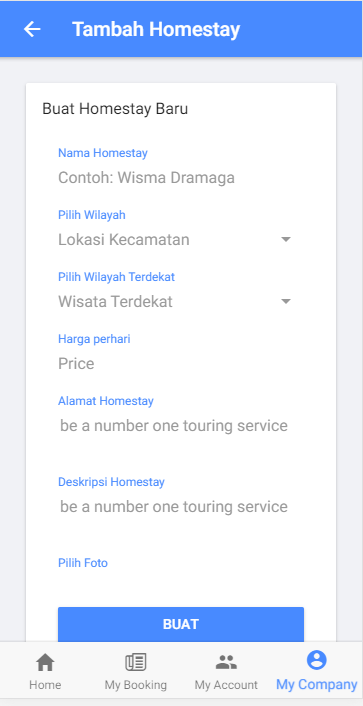 Tambah Homestay
Buat Homestay Baru
Nama Homestay
Contoh: Wisma Dramaga
Pilih Wilayah
Lokasi Kecamatan
Pilih Wilayah Terdekat
Wisata Terdekat
Harga perhari
Price
Alamat Homestay
be a number one touring service
Deskripsi Homestay
be a number one touring service
Pilih Foto
BUAT
Home
My Booking
My Account
My Company